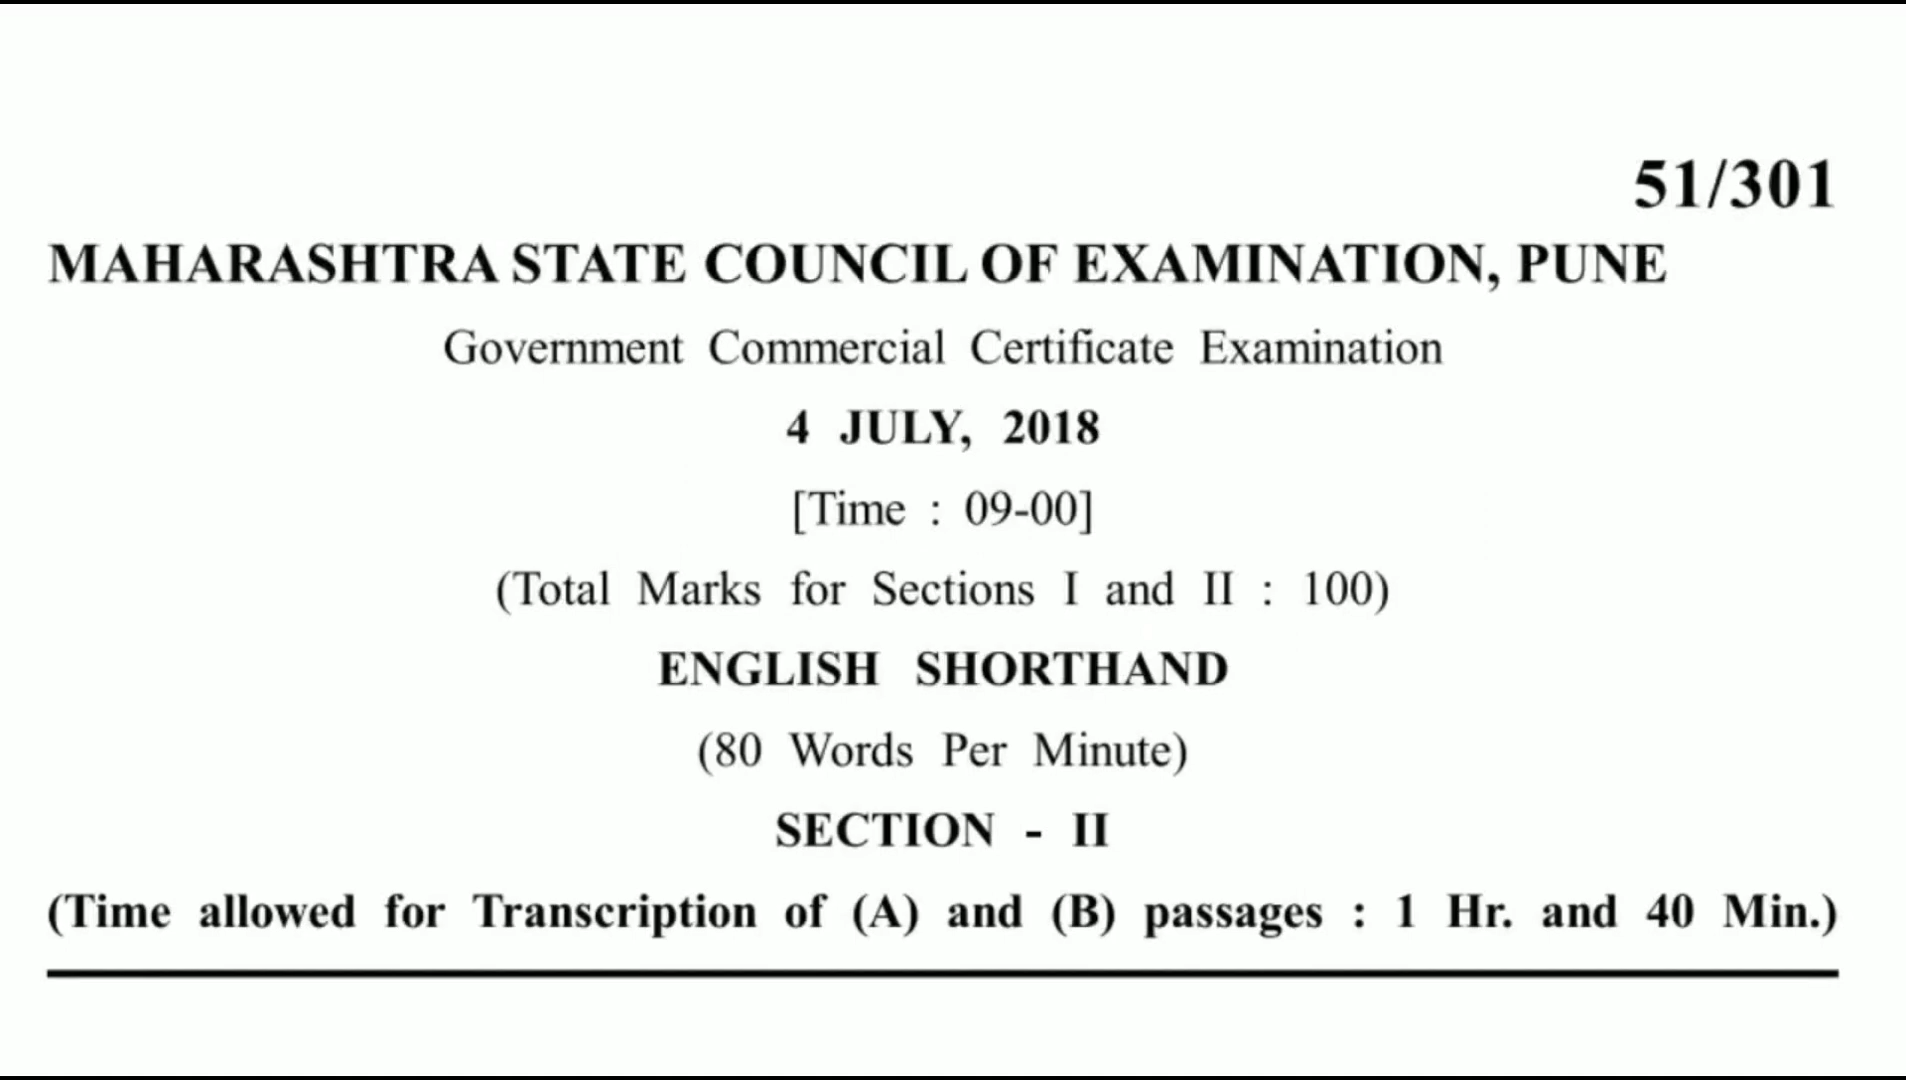 51/301
MAHARASHTRA STATE COUNCIL OF EXAMINATION, PUNE
Government Commercial Certificate Examination
4 JULY, 2018
[Time : 09-00]
(Total Marks for Sections I and II : 100)
ENGLISH SHORTHAND
(80 Words Per Minute)
SECTION - II
(Time allowed for Transcription of (A) and (B) passages : 1 Hr. and 40 Min.)